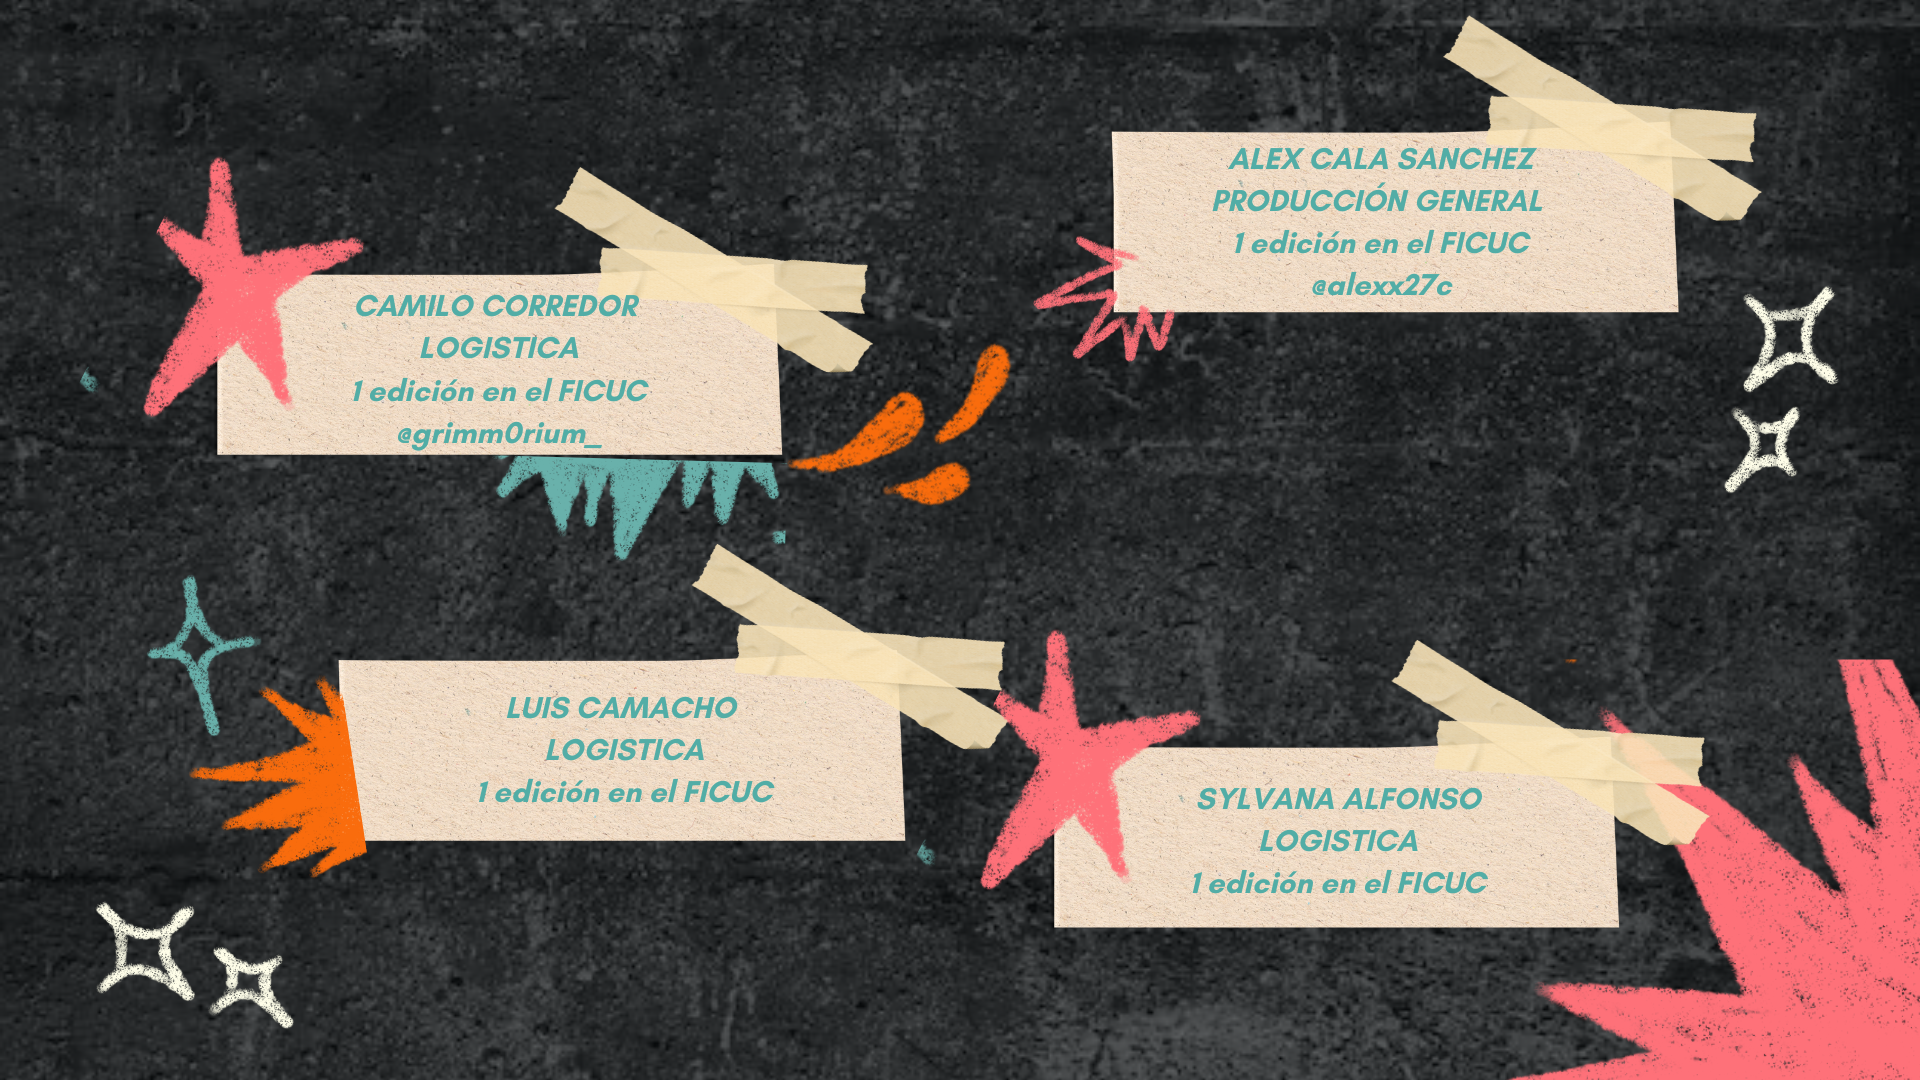 CAMILO CORREDOR
LOGISTICA
1 edición en el FICUC
@grimm0rium_
ALEX CALA SANCHEZ
PRODUCCIÓN GENERAL
1 edición en el FICUC
@alexx27c
LUIS CAMACHO
LOGISTICA
1 edición en el FICUC
SYLVANA ALFONSO
LOGISTICA
1 edición en el FICUC